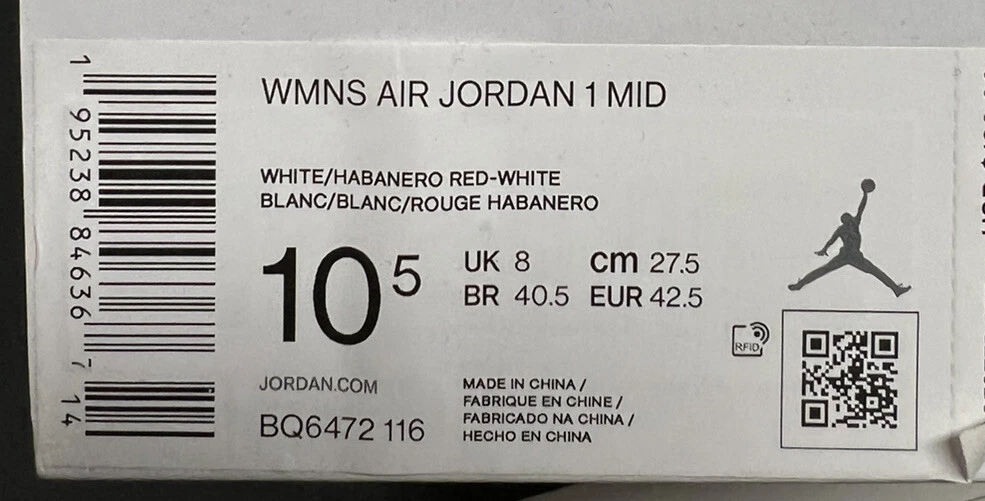 WMNS AIR JORDAN 1 MID
WHITE/HABANERO RED-WHITE
BLANC/BLANC/ROUGE HABANERO
10 5
UK 8 cm 27.5
BR 40.5 EUR 42.5
RFID
JORDAN.COM
BQ6472 116
MADE IN CHINA /
FABRIQUE EN CHINE /
FABRICADO NA CHINA /
HECHO EN CHINA
1 95238 84636 7 14